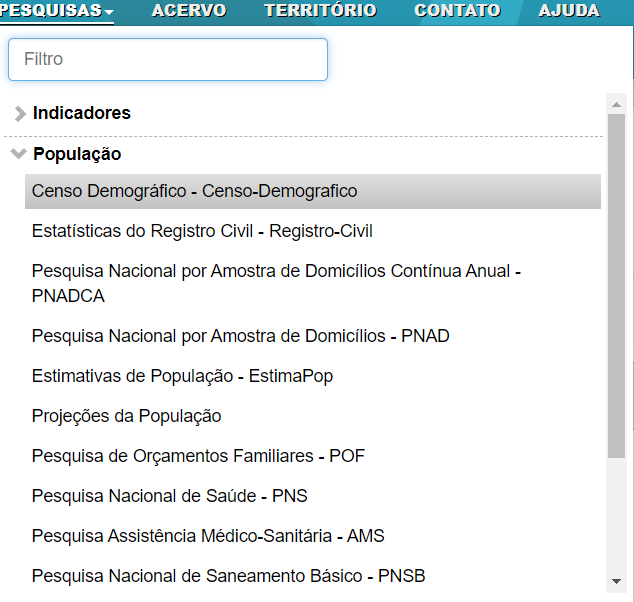 PESQUISAS ACERVO TERRITÓRIO CONTATO AJUDA
Filtro
Indicadores
População
Censo Demográfico - Censo-Demografico
Estatísticas do Registro Civil - Registro-Civil
Pesquisa Nacional por Amostra de Domicílios Contínua Anual -
PNADCA
Pesquisa Nacional por Amostra de Domicílios - PNAD
Estimativas de População - EstimaPop
Projeções da População
Pesquisa de Orçamentos Familiares - POF
Pesquisa Nacional de Saúde - PNS
Pesquisa Assistência Médico-Sanitária - AMS
Pesquisa Nacional de Saneamento Básico - PNSB